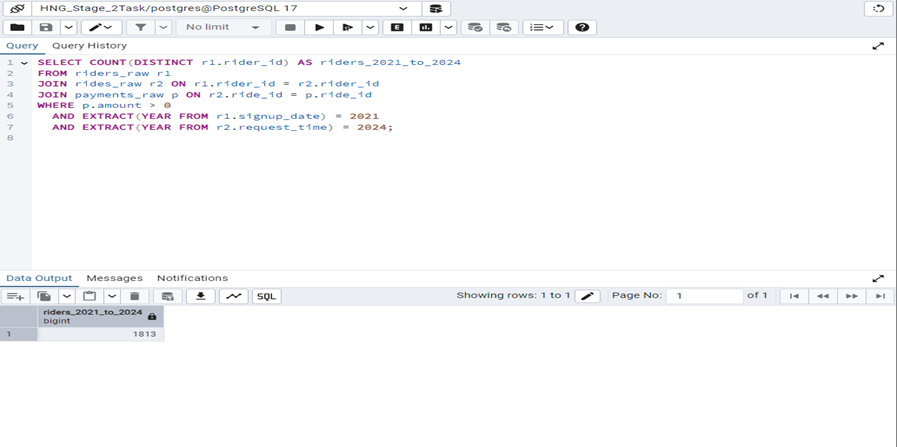 HNG_Stage_2Task/postgres@PostgreSQL 17
No limit
E
Query Query History
1 SELECT COUNT(DISTINCT r1.rider_id) AS riders_2021_to_2024
2 FROM riders_raw r1
3 JOIN rides_raw r2 ON r1.rider_id = r2.rider_id
4 JOIN payments_raw p ON r2.ride_id = p.ride_id
5 WHERE p.amount > 0
6 AND EXTRACT(YEAR FROM r1.signup_date) = 2021
7 AND EXTRACT(YEAR FROM r2.request_time) = 2024;
8
Data Output Messages Notifications
SQL Showing rows: 1 to 1 Page No: 1 of 1
riders_2021_to_2024
bigint
1 1813